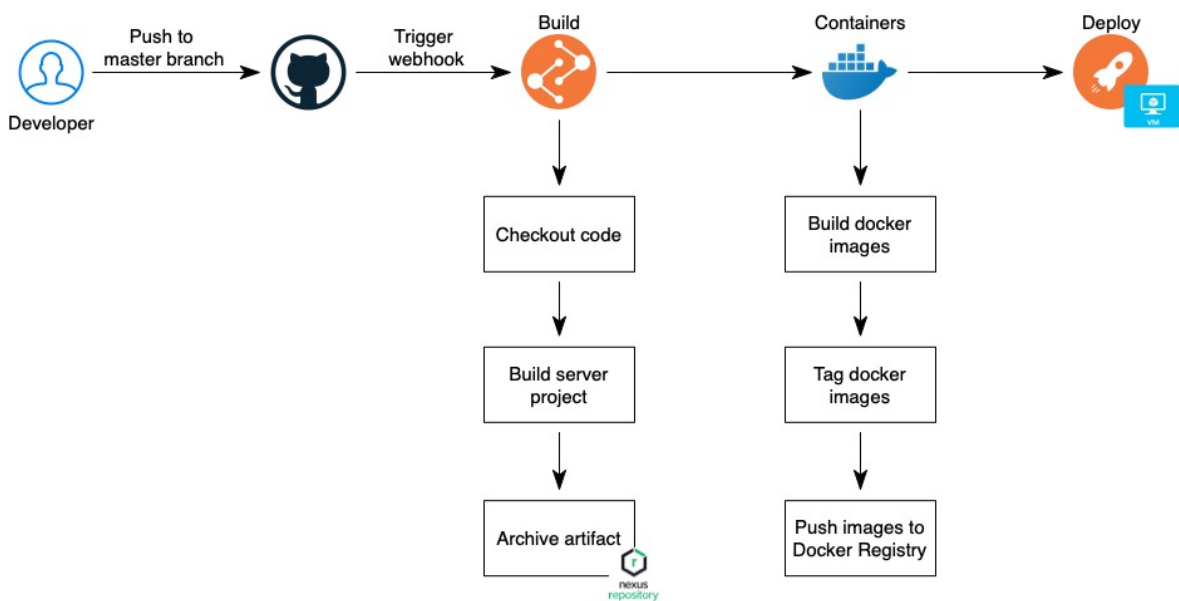 Push to
master branch
Developer
Trigger
webhook
Build
Containers
Deploy
VM
Checkout code
Build server
project
Archive artifact
r
nexus
repository
Build docker
images
Tag docker
images
Push images to
Docker Registry